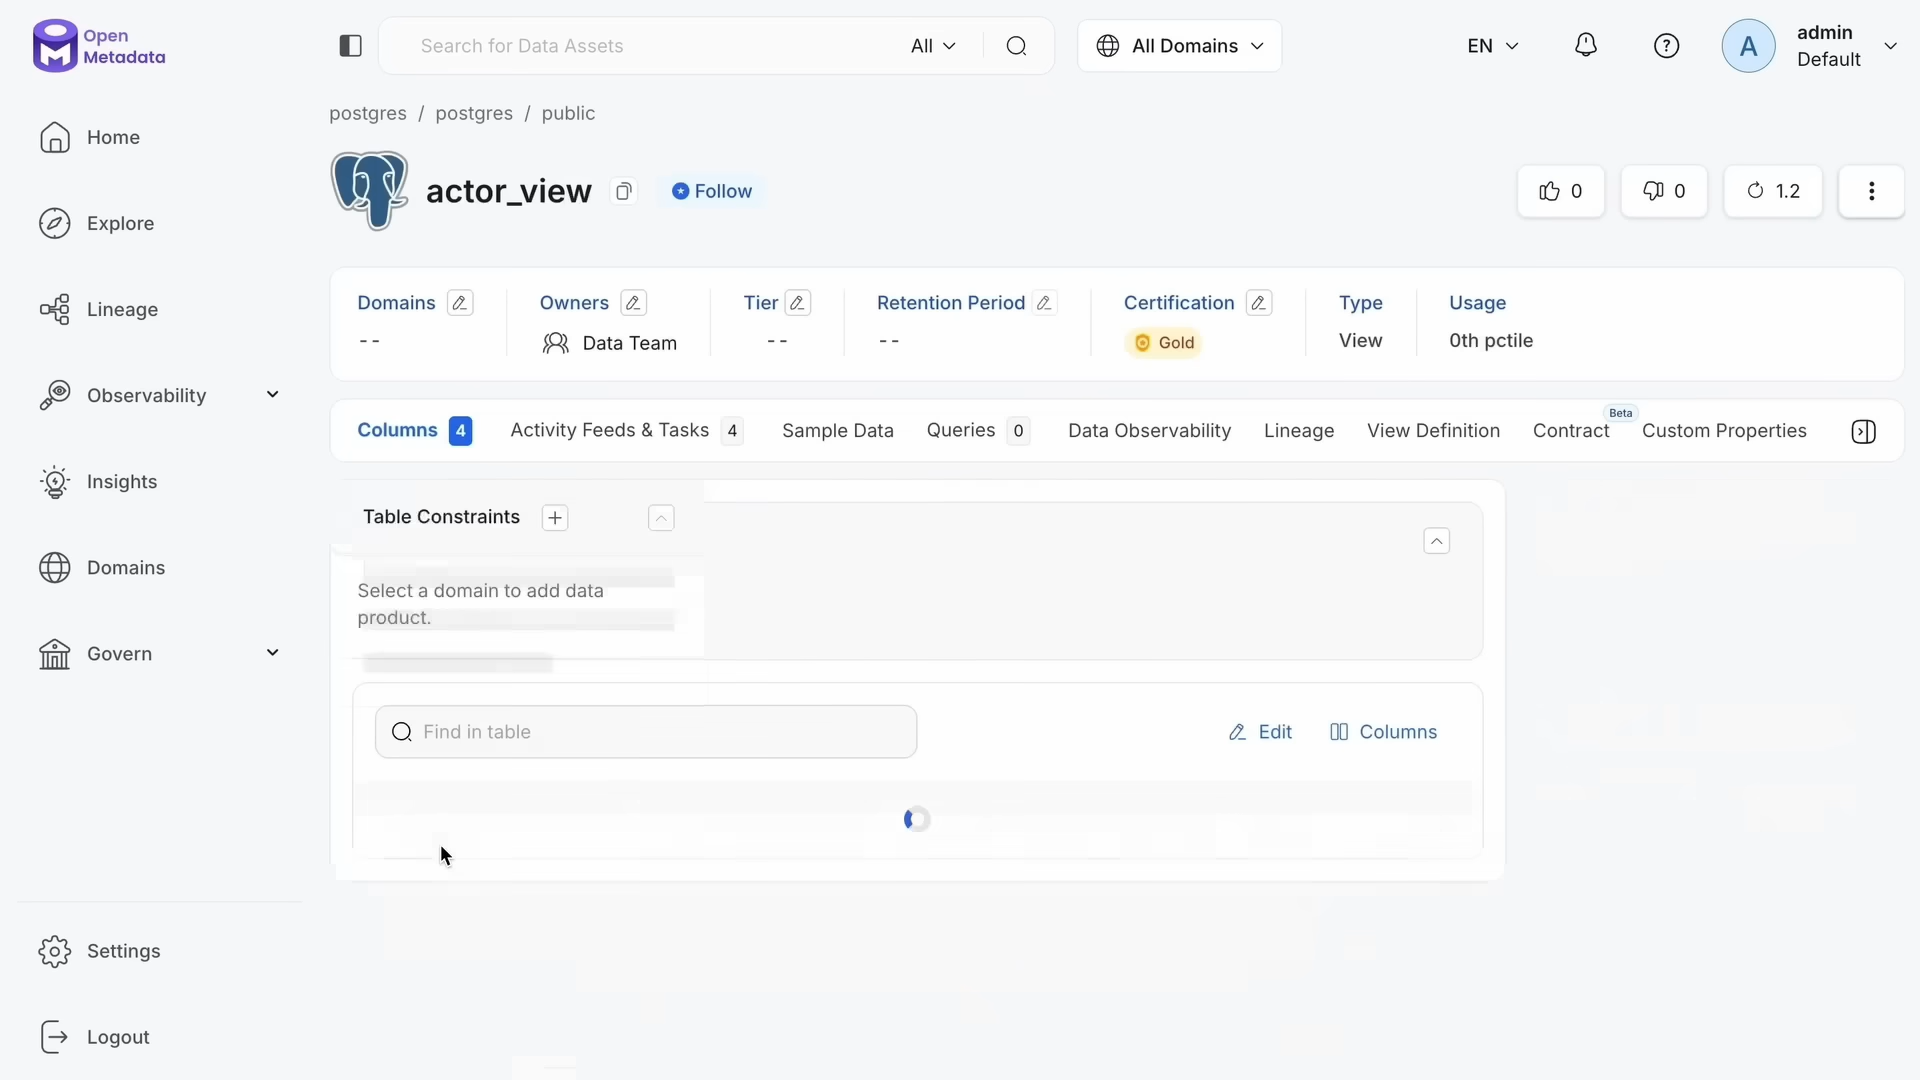 Open
Metadata
Search for Data Assets
All
All Domains
EN
A
admin
Default
Home
Explore
Lineage
Observability
Insights
Domains
Govern
Settings
Logout
postgres / postgres / public
actor_view
Follow
0
0
1.2
Domains
--
Owners
Data Team
Tier
--
Retention Period
--
Certification
Gold
Type
View
Usage
0th pctile
Columns 4
Activity Feeds & Tasks 4
Sample Data
Queries 0
Data Observability
Lineage
View Definition
Contract
Beta
Custom Properties
Table Constraints
Select a domain to add data
product.
Find in table
Edit
Columns